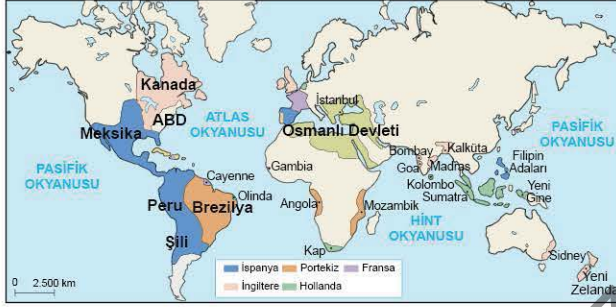 Kanada
ABD
Meksika
ATLAS
OKYANUSU
İstanbul
Osmanlı Devleti
PASİFİK
OKYANUSU
PASİFİK
OKYANUSU
Bombay
Kalküta
Goa
Madras
Filipin
Adaları
Kolombo
Sumatra
Yeni
Gine
Gambia
Cayenne
Olinda
Peru
Brezilya
Angola
Mozambik
HİNT
OKYANUSU
Şili
Kap
Sidney
Yeni
Zeland
İspanya
Portekiz
Fransa
İngiltere
Hollanda
0 2.500 km